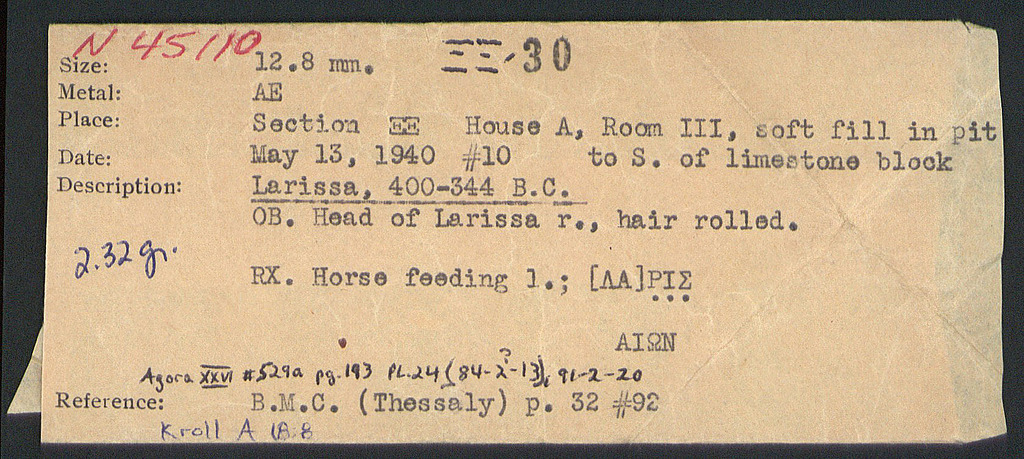 N 45110
Size: 12.8 mm. ΞΞ-30
Metal: AE
Place: Section ΞΞ House A, Room III, soft fill in pit
Date: May 13, 1940 #10 to S. of limestone block
Description: Larissa, 400-344 B.C.
OB. Head of Larissa r., hair rolled.
2.32 gr.
RX. Horse feeding l.; [ΛΑ]ΡΙΣ
ΑΙΩΝ
Agora XXVI #529a pg. 193 PL.24 (84-2-13)?, 91-2-20
Reference: B.M.C. (Thessaly) p. 32 #92
Kroll A 18:8